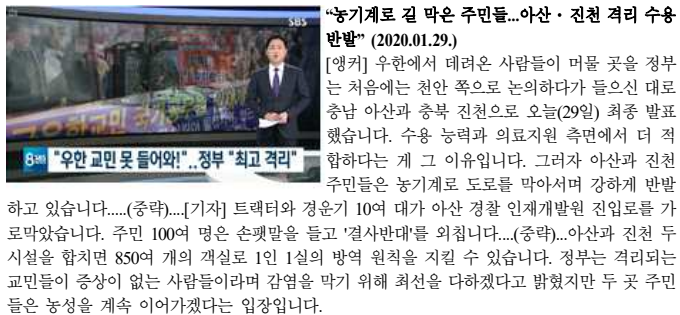 SBS
8뉴스 "우한 교민 못 들어와!"..정부 "최고 격리"
"농기계로 길 막은 주민들...아산 · 진천 격리 수용
반발" (2020.01.29.)
[앵커] 우한에서 데려온 사람들이 머물 곳을 정부
는 처음에는 천안 쪽으로 논의하다가 들으신 대로
충남 아산과 충북 진천으로 오늘(29일) 최종 발표
했습니다. 수용 능력과 의료지원 측면에서 더 적
합하다는 게 그 이유입니다. 그러자 아산과 진천
주민들은 농기계로 도로를 막아서며 강하게 반발
하고 있습니다.....(중략)....[기자] 트랙터와 경운기 10여 대가 아산 경찰 인재개발원 진입로를 가
로막았습니다. 주민 100여 명은 손팻말을 들고 '결사반대'를 외칩니다....(중략)...아산과 진천 두
시설을 합치면 850여 개의 객실로 1인 1실의 방역 원칙을 지킬 수 있습니다. 정부는 격리되는
교민들이 증상이 없는 사람들이라며 감염을 막기 위해 최선을 다하겠다고 밝혔지만 두 곳 주민
들은 농성을 계속 이어가겠다는 입장입니다.